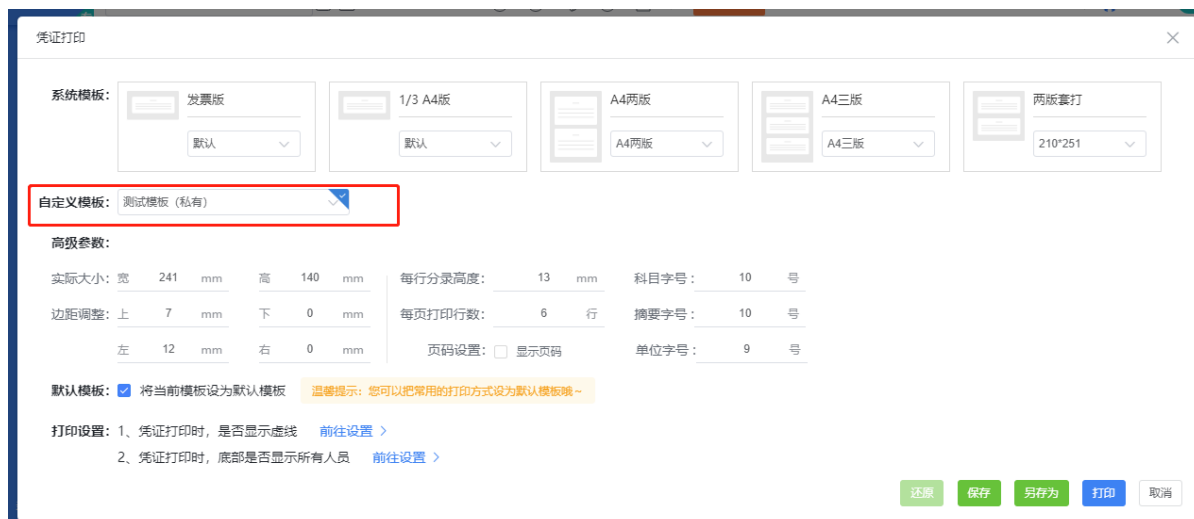 凭证打印
系统模板： 发票版 1/3 A4版 A4两版 A4三版 两版套打
默认 默认 A4两版 A4三版 210*251
自定义模板： 测试模板（私有）
高级参数：
实际大小： 宽 241 mm 高 140 mm 每行分录高度： 13 mm 科目字号： 10 号
边距调整： 上 7 mm 下 0 mm 每页打印行数： 6 行 摘要字号： 10 号
左 12 mm 右 0 mm 页码设置： 显示页码 单位字号： 9 号
默认模板： 将当前模板设为默认模板 温馨提示：您可以把常用的打印方式设为默认模板哦～
打印设置： 1、凭证打印时，是否显示虚线 前往设置 >
2、凭证打印时，底部是否显示所有人员 前往设置 >
还原 保存 另存为 打印 取消